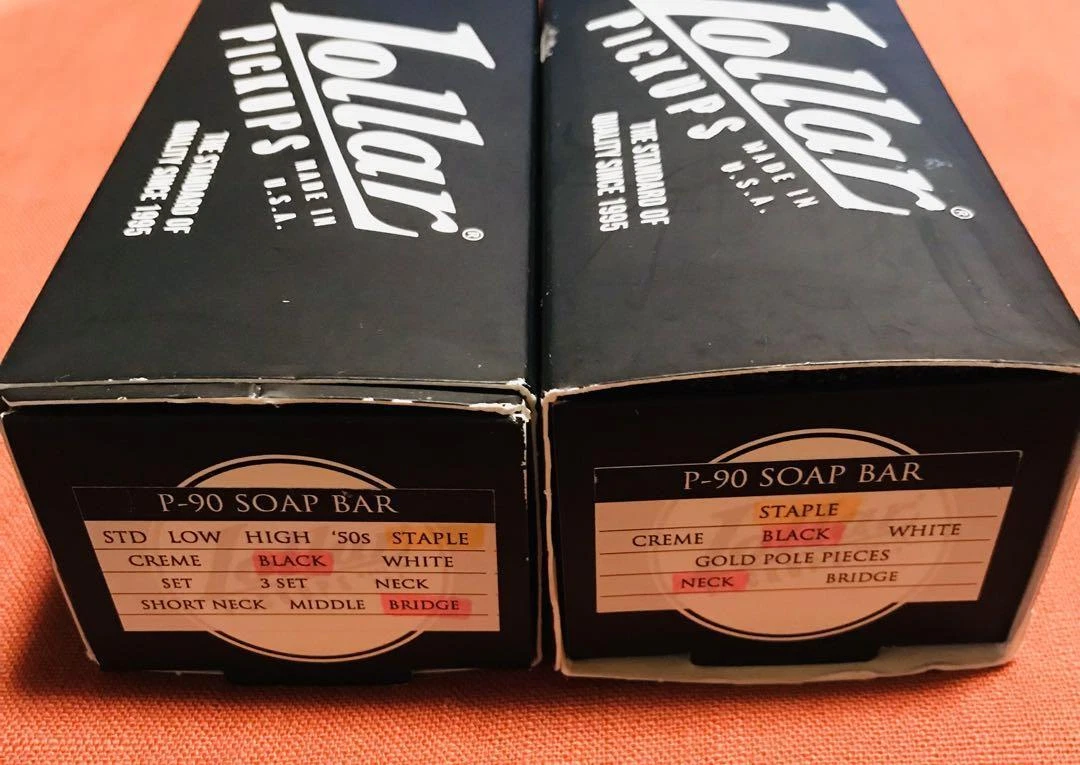 Lollar®
PICKUPS
MADE IN
U.S.A.
THE STANDARD OF
QUALITY SINCE 1995
P-90 SOAP BAR
STD LOW HIGH '50s STAPLE
CREME BLACK WHITE
SET 3 SET NECK
SHORT NECK MIDDLE BRIDGE
Lollar®
PICKUPS
MADE IN
U.S.A.
THE STANDARD OF
QUALITY SINCE 1995
P-90 SOAP BAR
STAPLE
CREME BLACK WHITE
GOLD POLE PIECES
NECK BRIDGE